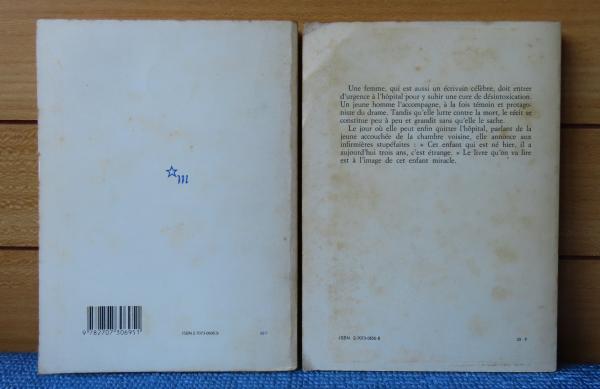 m
9 782707 306951
Une femme, qui est aussi un écrivain célèbre, doit entrer
d'urgence à l'hôpital pour y subir une cure de désintoxication.
Un jeune homme l'accompagne, à la fois témoin et protago-
niste du drame. Tandis qu'elle lutte contre la mort, le récit se
constitue peu à peu et grandit sans qu'elle le sache.
Le jour où elle peut enfin quitter l'hôpital, parlant de la
jeune accouchée de la chambre voisine, elle annonce aux
infirmières stupéfaites : « Cet enfant qui est né hier, il a
aujourd'hui trois ans, c'est étrange. » Le livre qu'on va lire
est à l'image de cet enfant miracle.